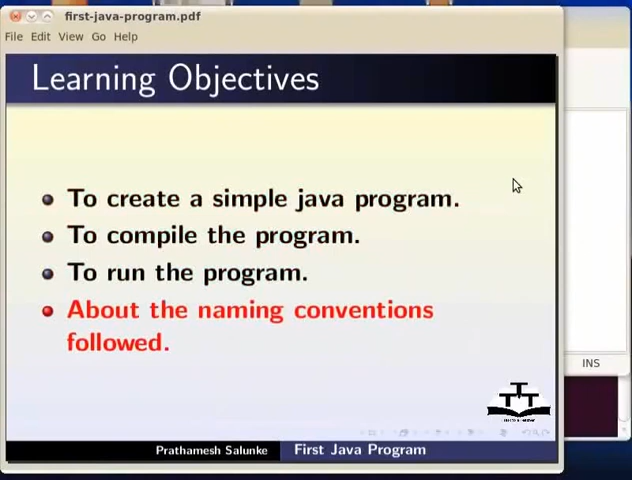 first-java-program.pdf
File Edit View Go Help
Learning Objectives
To create a simple java program.
To compile the program.
To run the program.
About the naming conventions
followed.
INS
Prathamesh Salunke First Java Program